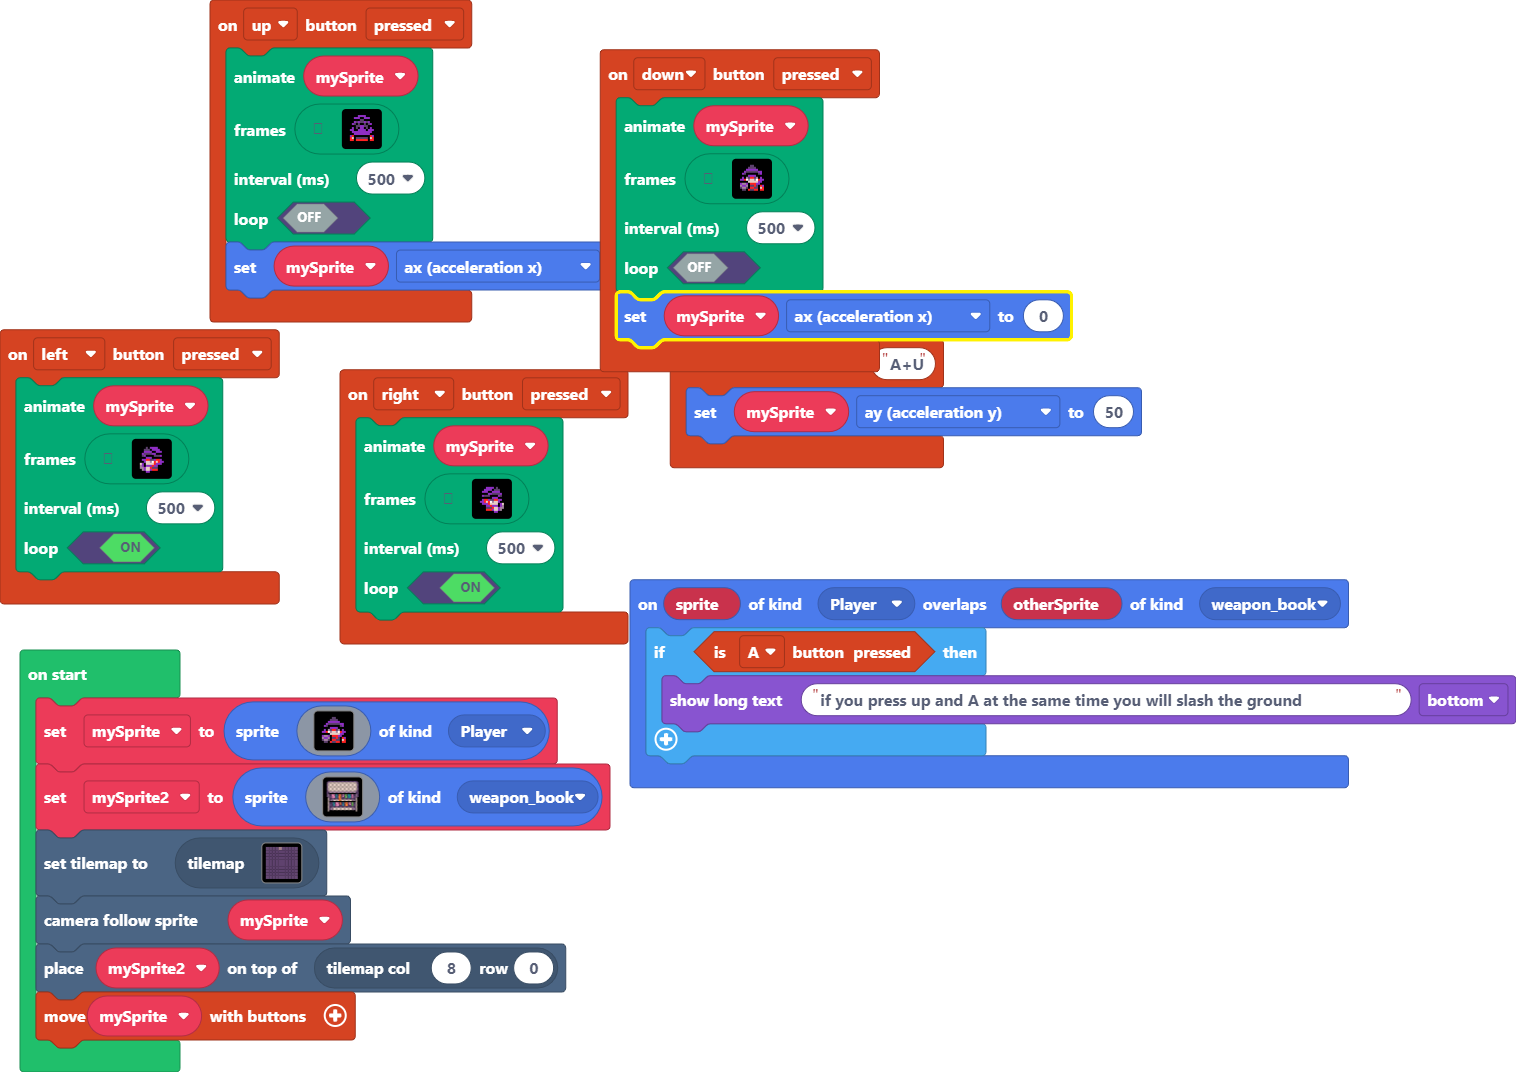 on up button pressed
animate mySprite
frames
interval (ms) 500
loop OFF
set mySprite ax (acceleration x)
on down button pressed
animate mySprite
frames
interval (ms) 500
loop OFF
set mySprite ax (acceleration x) to 0
"A+U"
set mySprite ay (acceleration y) to 50
on left button pressed
animate mySprite
frames
interval (ms) 500
loop ON
on right button pressed
animate mySprite
frames
interval (ms) 500
loop ON
on sprite of kind Player overlaps otherSprite of kind weapon_book
if is A button pressed then
show long text "if you press up and A at the same time you will slash the ground " bottom
on start
set mySprite to sprite of kind Player
set mySprite2 to sprite of kind weapon_book
set tilemap to tilemap
camera follow sprite mySprite
place mySprite2 on top of tilemap col 8 row 0
move mySprite with buttons